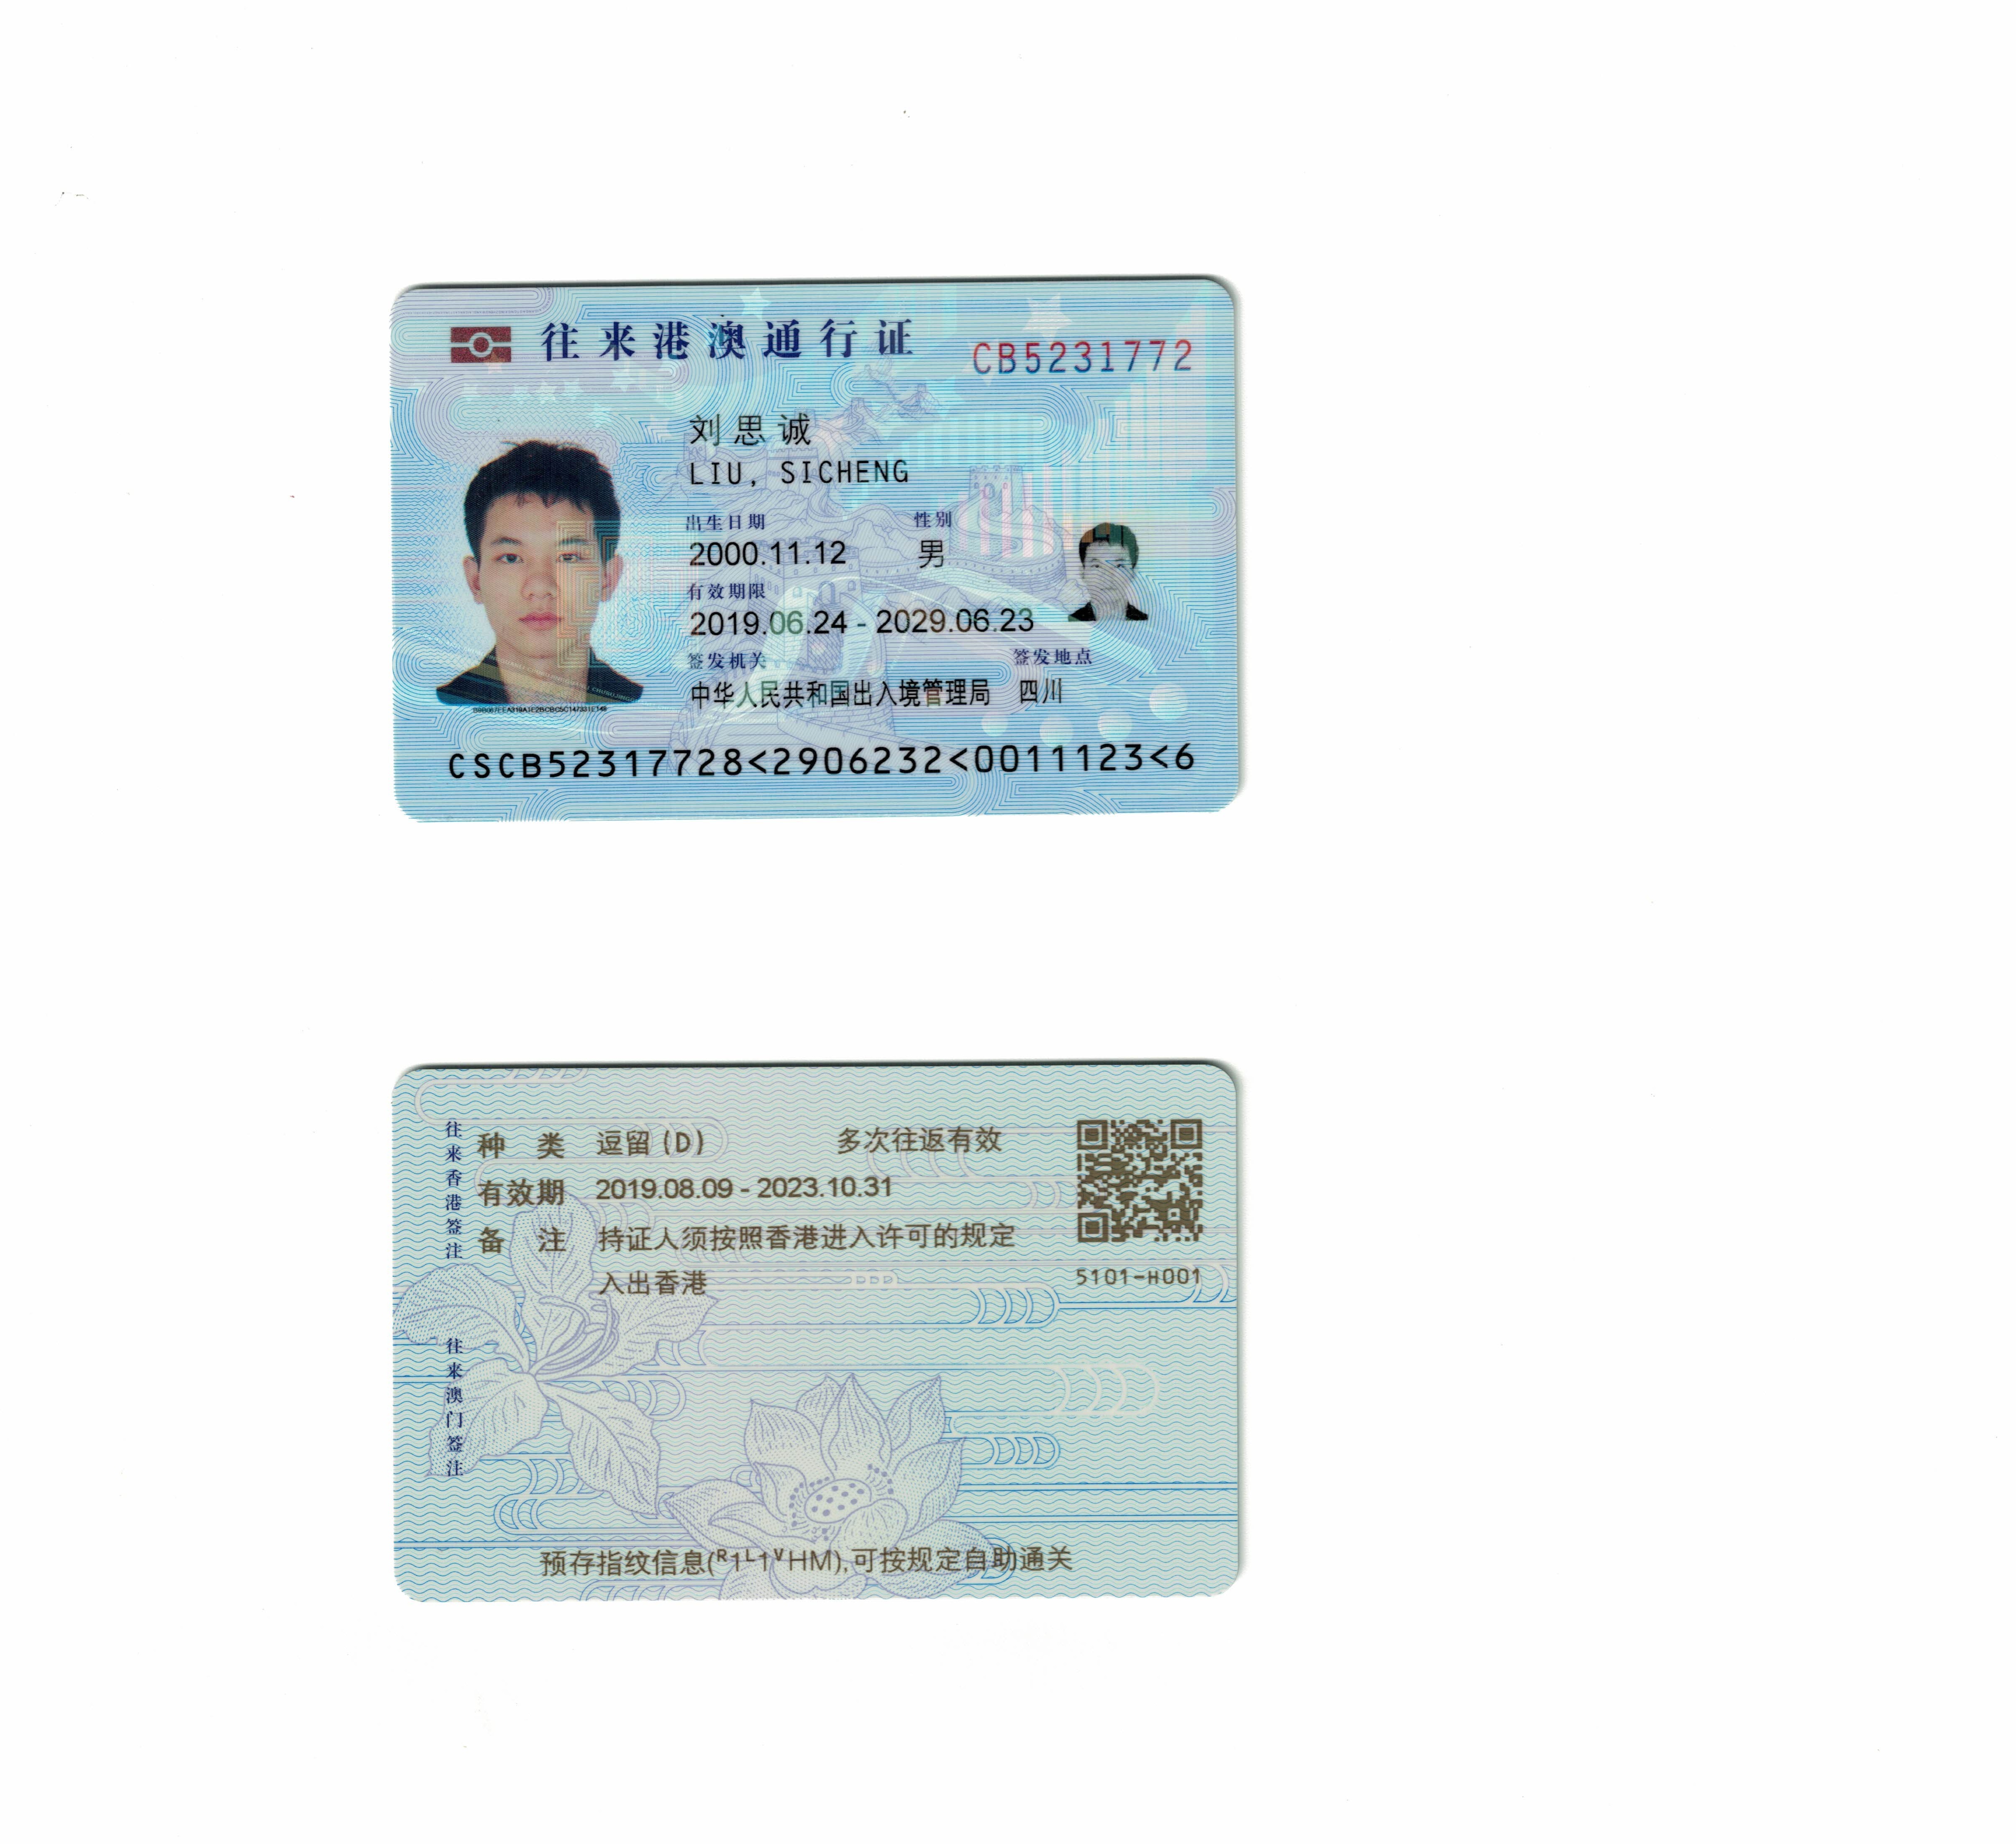 往来港澳通行证
CB5231772
刘思诚
LIU, SICHENG
出生日期 性别
2000.11.12 男
有效期限
2019.06.24 - 2029.06.23
签发机关 签发地点
中华人民共和国出入境管理局 四川
CSCB52317728<2906232<0011123<6
往来香港签注
种 类 逗留(D) 多次往返有效
有效期 2019.08.09 - 2023.10.31
备 注 持证人须按照香港进入许可的规定
入出香港
5101-H001
往来澳门签注
预存指纹信息(R1L1VHM),可按规定自助通关